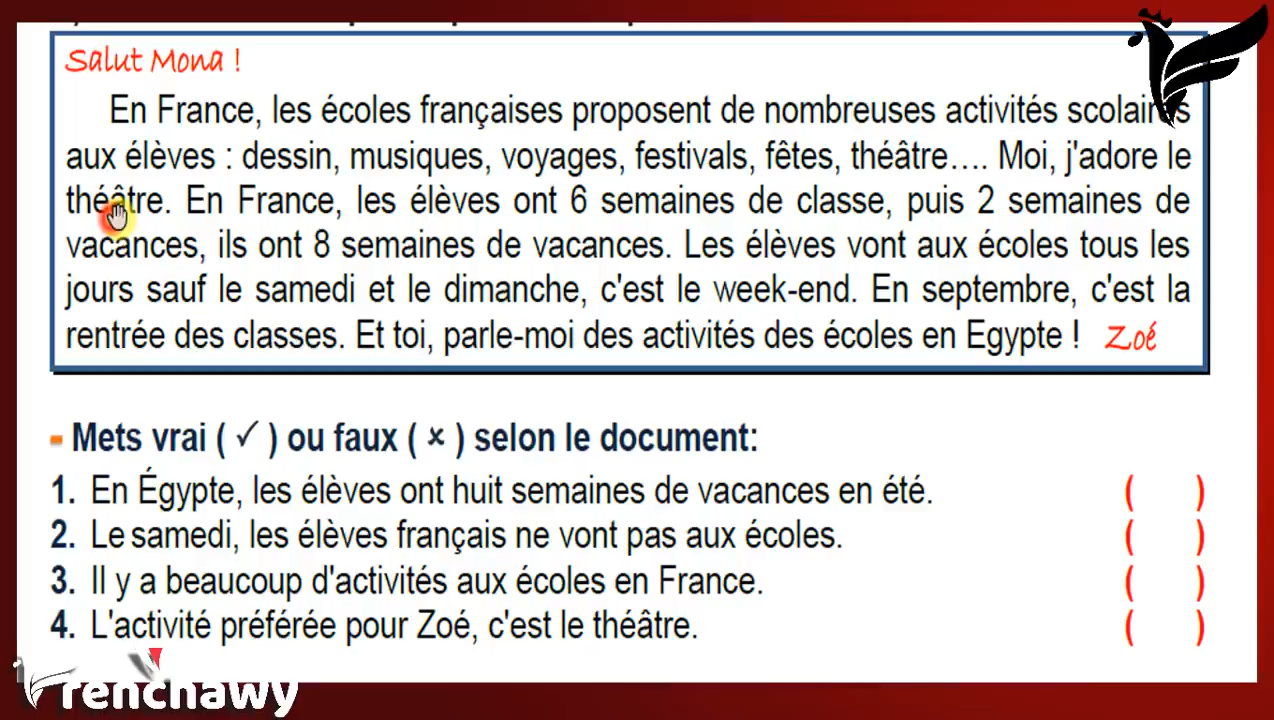 Salut Mona !
En France, les écoles françaises proposent de nombreuses activités scolaires
aux élèves : dessin, musiques, voyages, festivals, fêtes, théâtre.... Moi, j'adore le
théâtre. En France, les élèves ont 6 semaines de classe, puis 2 semaines de
vacances, ils ont 8 semaines de vacances. Les élèves vont aux écoles tous les
jours sauf le samedi et le dimanche, c'est le week-end. En septembre, c'est la
rentrée des classes. Et toi, parle-moi des activités des écoles en Egypte ! Zoé
- Mets vrai ( ✓ ) ou faux ( × ) selon le document:
1. En Égypte, les élèves ont huit semaines de vacances en été. ( )
2. Le samedi, les élèves français ne vont pas aux écoles. ( )
3. Il y a beaucoup d'activités aux écoles en France. ( )
4. L'activité préférée pour Zoé, c'est le théâtre. ( )
Frenchawy